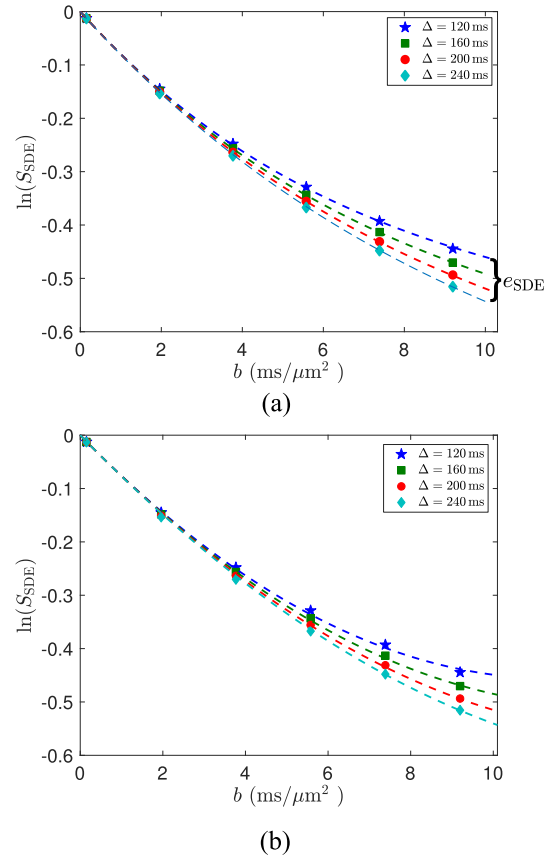 (a)
0
-0.1
-0.2
-0.3
-0.4
-0.5
-0.6
ln(S_SDE)
Δ = 120 ms
Δ = 160 ms
Δ = 200 ms
Δ = 240 ms
e_SDE
0 2 4 6 8 10
b (ms/μm² )
(a)
0
-0.1
-0.2
-0.3
-0.4
-0.5
-0.6
ln(S_SDE)
Δ = 120 ms
Δ = 160 ms
Δ = 200 ms
Δ = 240 ms
0 2 4 6 8 10
b (ms/μm² )
(b)